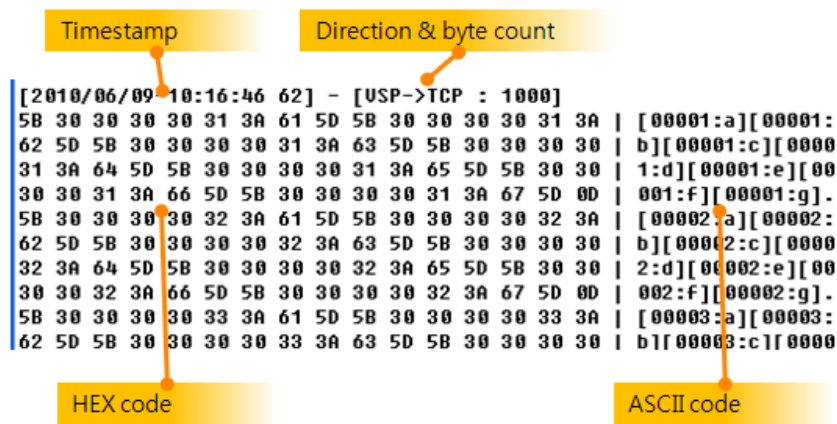 Timestamp
Direction & byte count
[2010/06/09-10:16:46 62] - [VSP->TCP : 1000]
5B 30 30 30 30 31 3A 61 5D 5B 30 30 30 30 31 3A | [00001:a][00001:
62 5D 5B 30 30 30 30 31 3A 63 5D 5B 30 30 30 30 | b][00001:c][0000
31 3A 64 5D 5B 30 30 30 30 31 3A 65 5D 5B 30 30 | 1:d][00001:e][00
30 30 31 3A 66 5D 5B 30 30 30 30 31 3A 67 5D 0D | 001:f][00001:g].
5B 30 30 30 30 32 3A 61 5D 5B 30 30 30 30 32 3A | [00002:a][00002:
62 5D 5B 30 30 30 30 32 3A 63 5D 5B 30 30 30 30 | b][00002:c][0000
32 3A 64 5D 5B 30 30 30 30 32 3A 65 5D 5B 30 30 | 2:d][00002:e][00
30 30 32 3A 66 5D 5B 30 30 30 30 32 3A 67 5D 0D | 002:f][00002:g].
5B 30 30 30 30 33 3A 61 5D 5B 30 30 30 30 33 3A | [00003:a][00003:
62 5D 5B 30 30 30 30 33 3A 63 5D 5B 30 30 30 30 | b][00003:c][0000
HEX code
ASCII code